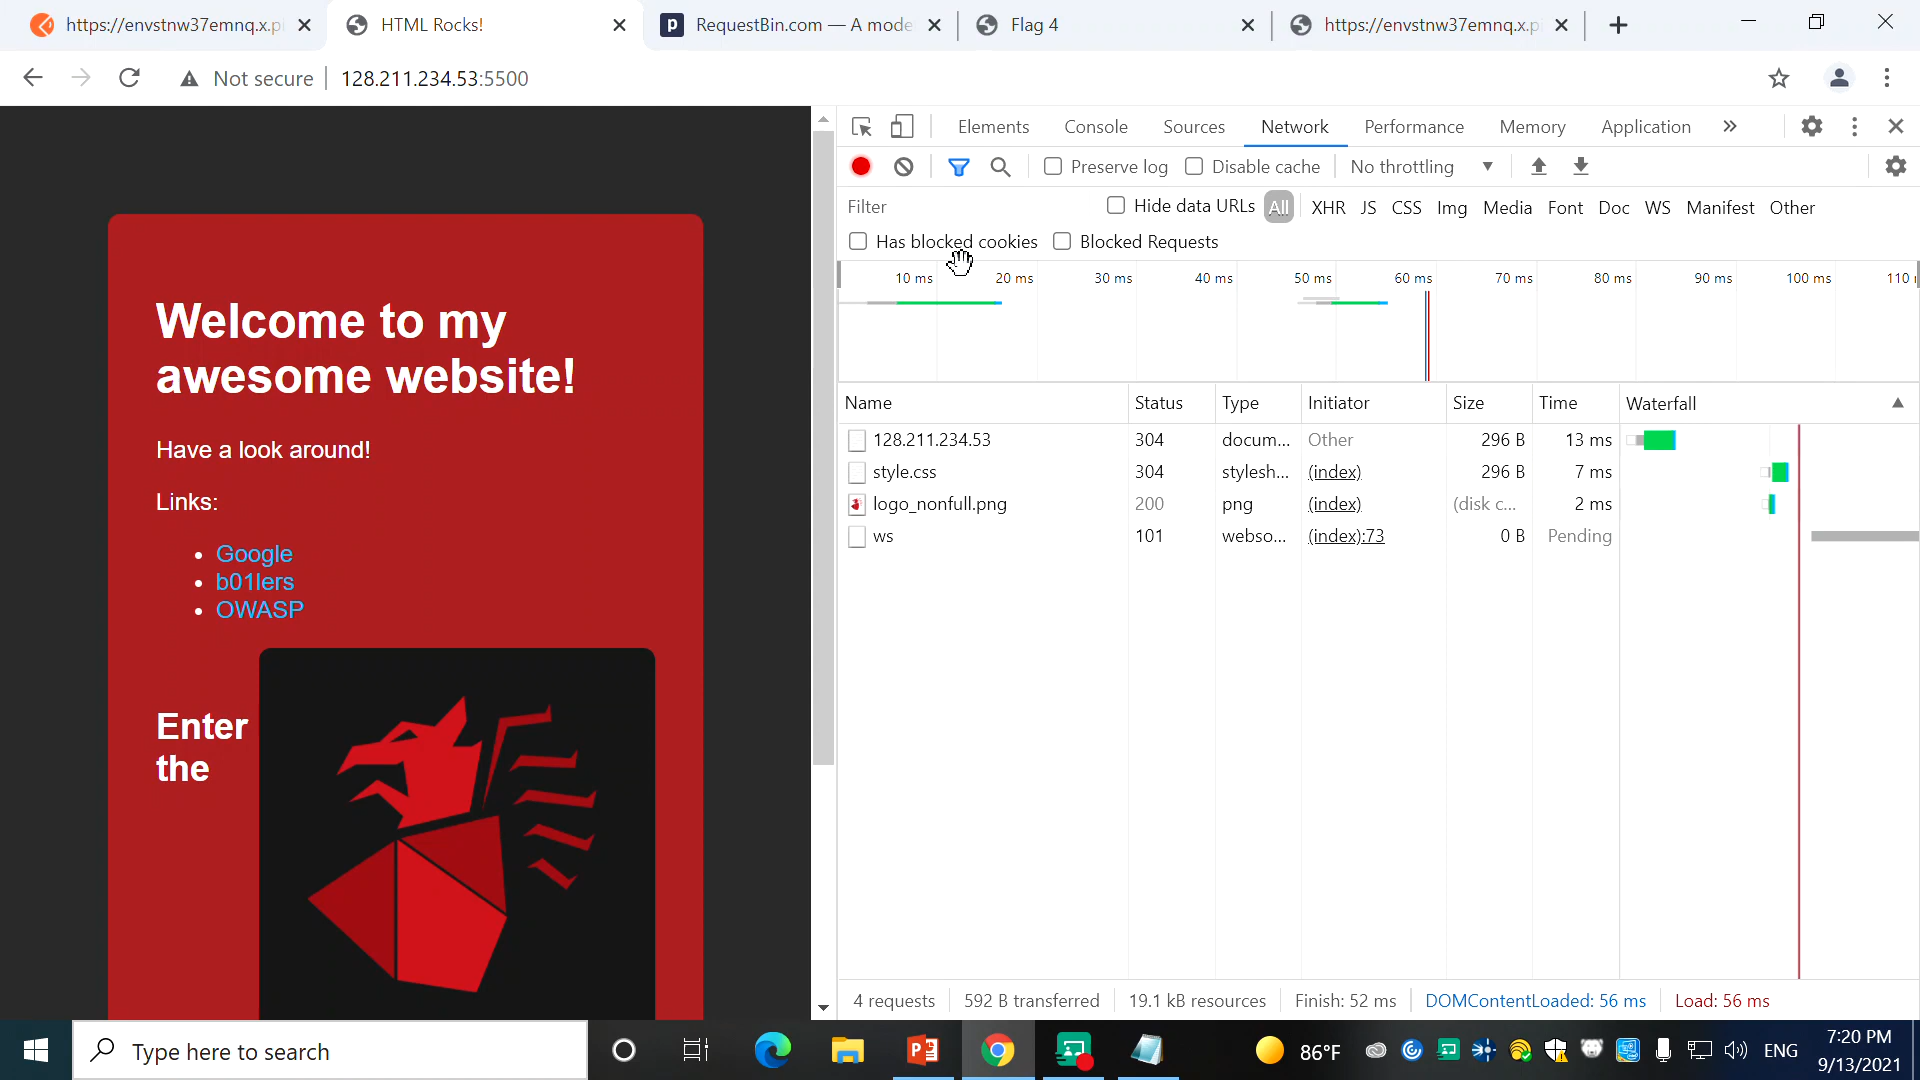 https://envstnw37emnq.x.pi
HTML Rocks!
RequestBin.com — A mode
Flag 4
https://envstnw37emnq.x.pi
Not secure
128.211.234.53:5500
Welcome to my
awesome website!
Have a look around!
Links:
• Google
• b01lers
• OWASP
Enter
the
Elements Console Sources Network Performance Memory Application
Preserve log Disable cache No throttling
Filter Hide data URLs All XHR JS CSS Img Media Font Doc WS Manifest Other
Has blocked cookies Blocked Requests
10 ms 20 ms 30 ms 40 ms 50 ms 60 ms 70 ms 80 ms 90 ms 100 ms 110
Name Status Type Initiator Size Time Waterfall
128.211.234.53 304 docum... Other 296 B 13 ms
style.css 304 stylesh... (index) 296 B 7 ms
logo_nonfull.png 200 png (index) (disk c... 2 ms
ws 101 webso... (index):73 0 B Pending
4 requests 592 B transferred 19.1 kB resources Finish: 52 ms DOMContentLoaded: 56 ms Load: 56 ms
Type here to search
86°F
ENG
7:20 PM
9/13/2021